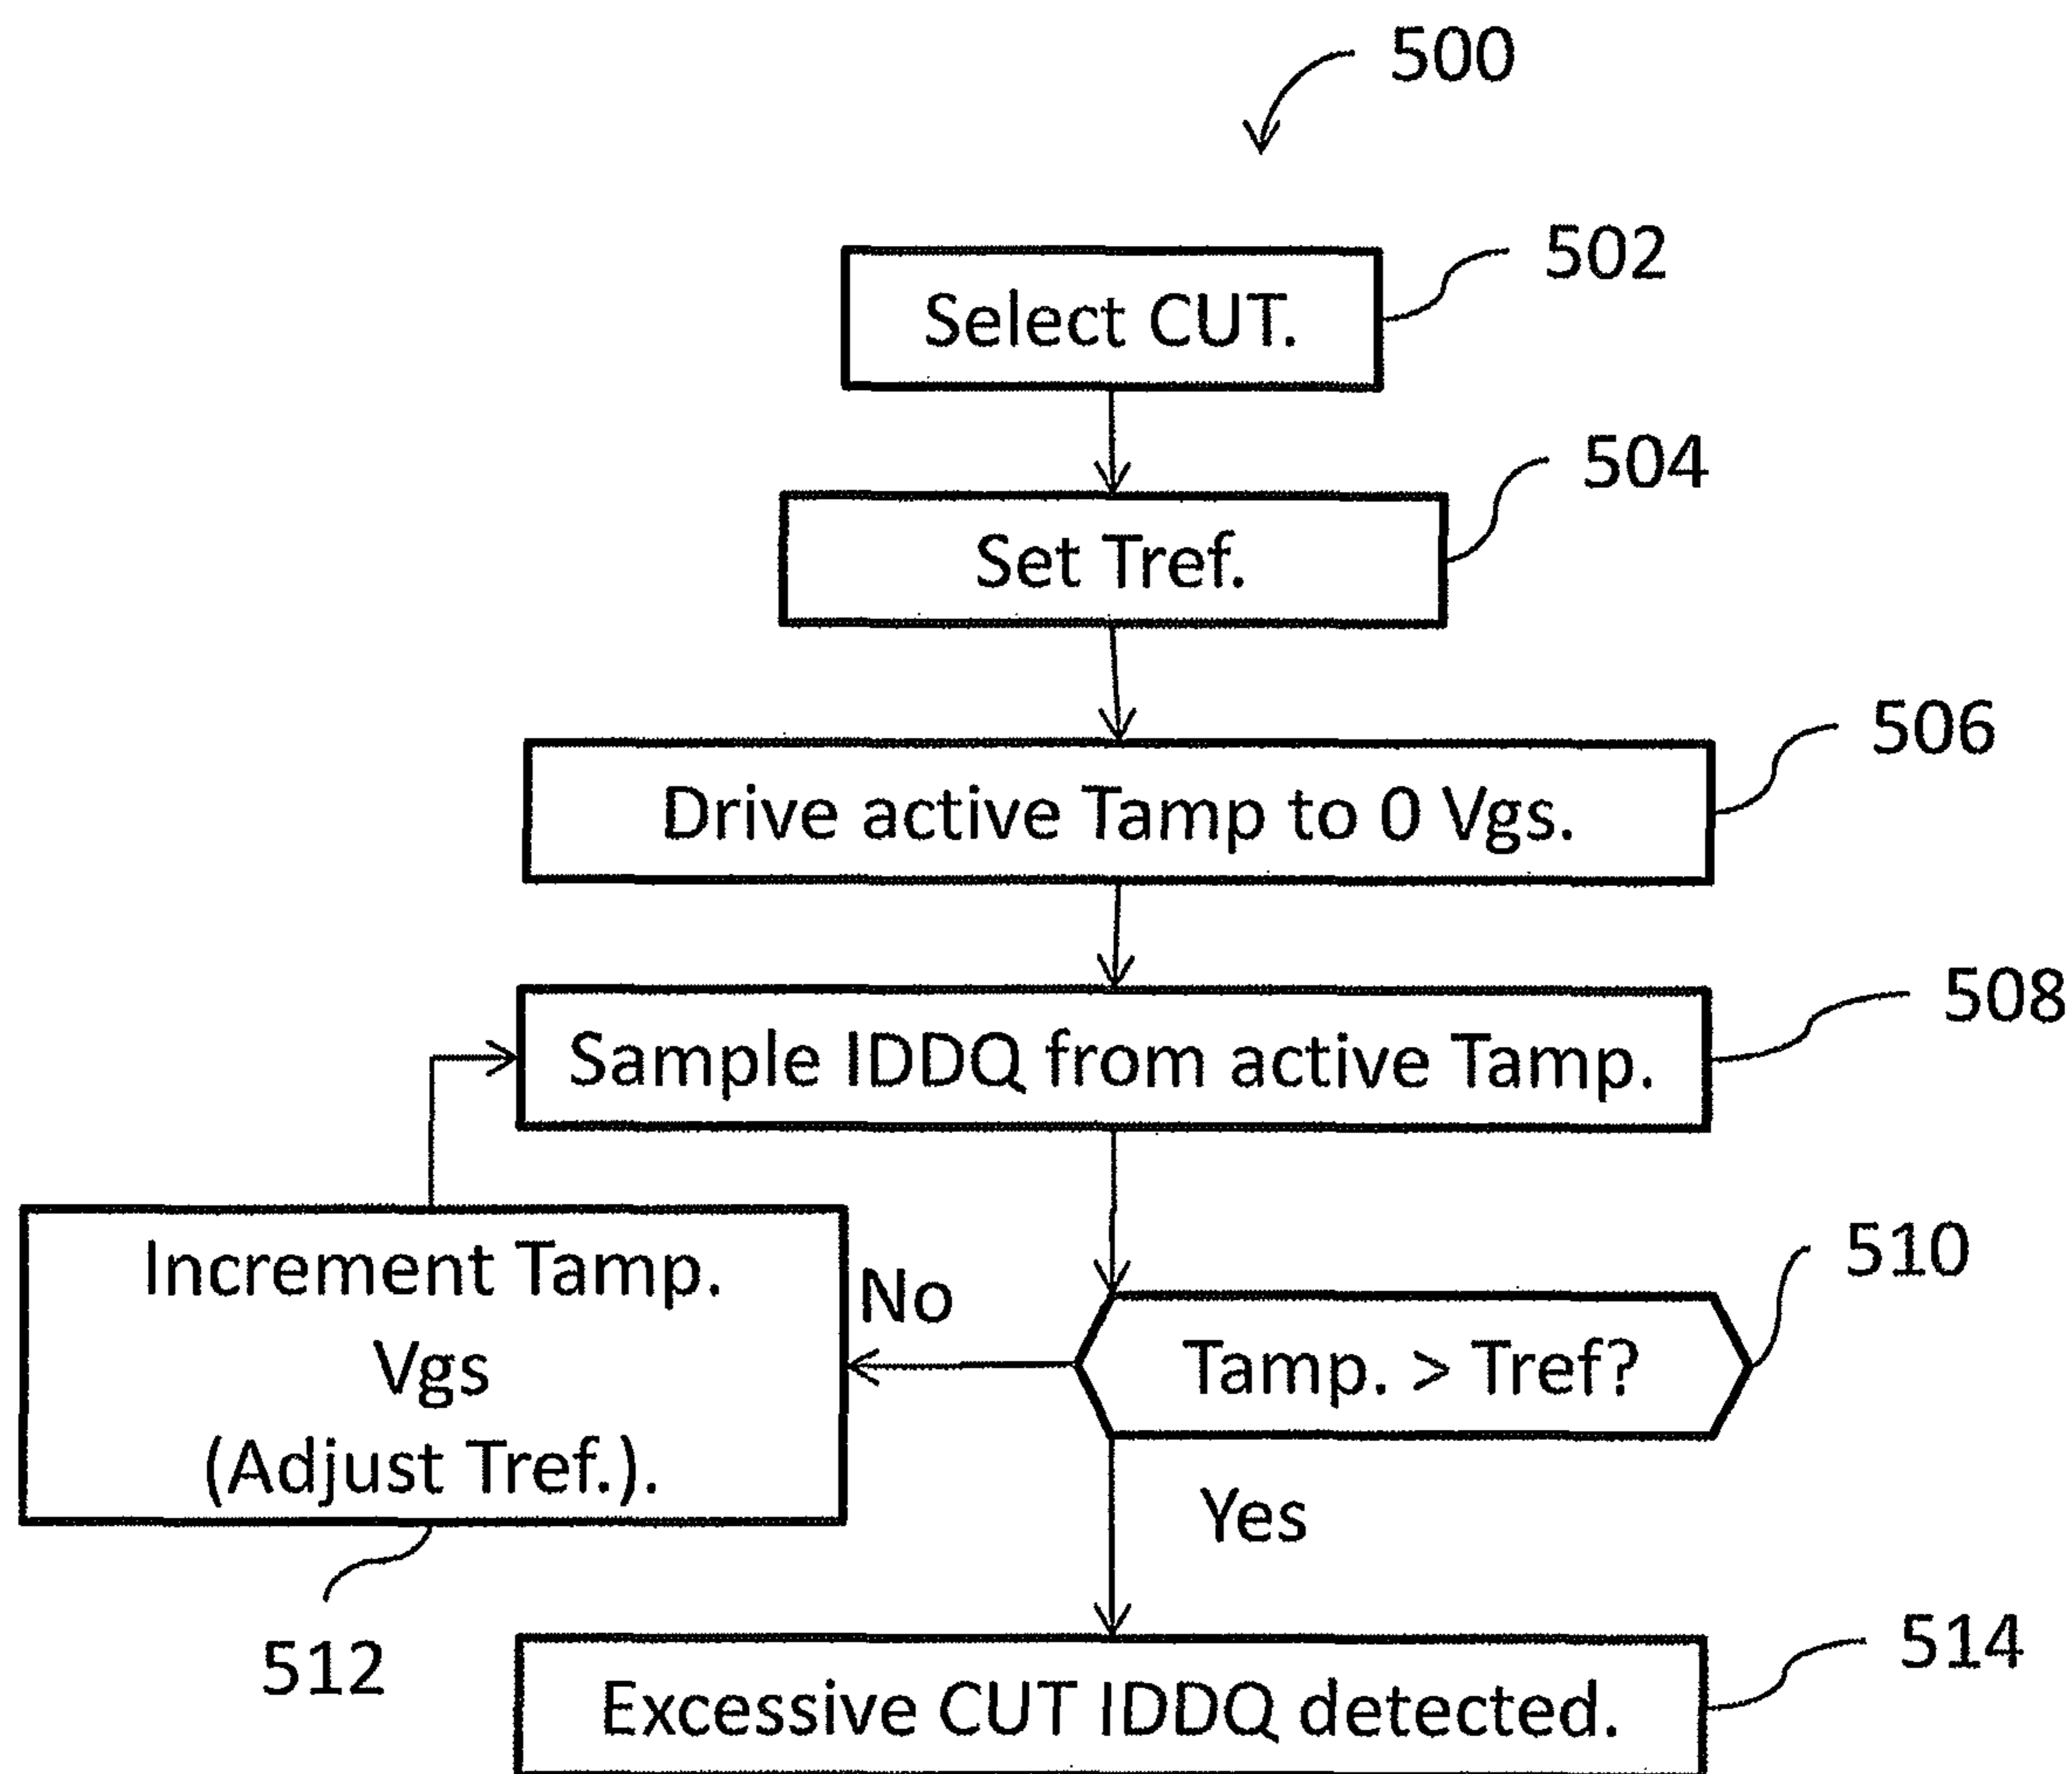 500
502
Select CUT.
504
Set Tref.
506
Drive active Tamp to 0 Vgs.
508
Sample IDDQ from active Tamp.
Increment Tamp.
Vgs
(Adjust Tref.).
No
510
Tamp. > Tref?
Yes
512
514
Excessive CUT IDDQ detected.